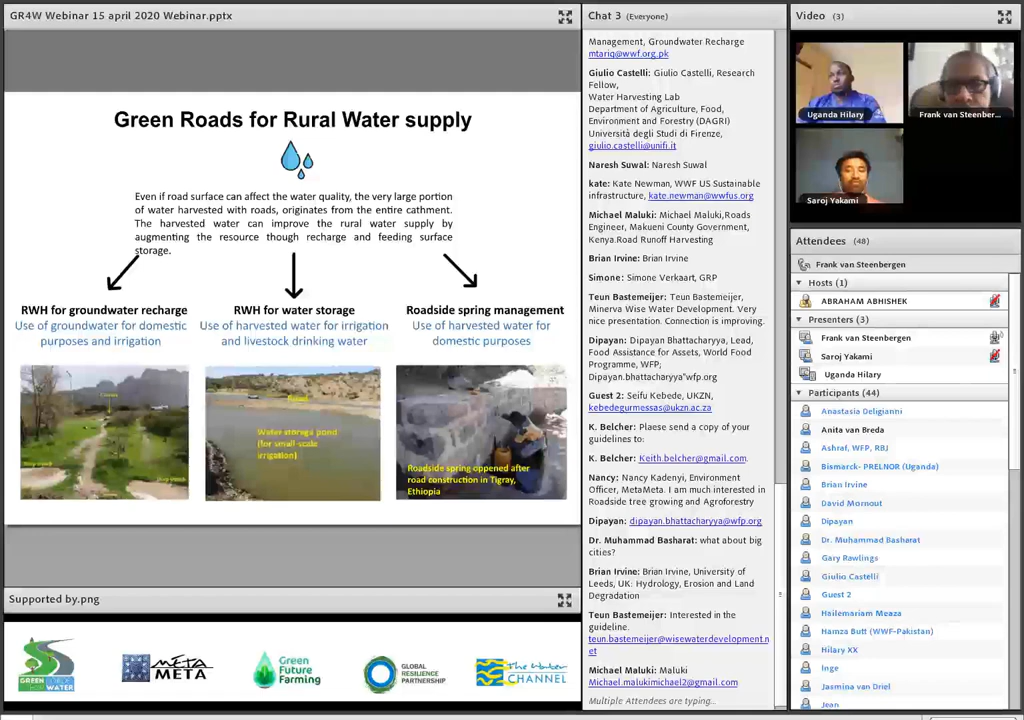 GR4W Webinar 15 april 2020 Webinar.pptx
Green Roads for Rural Water supply
Even if road surface can affect the water quality, the very large portion
of water harvested with roads, originates from the entire cathment.
The harvested water can improve the rural water supply by
augmenting the resource though recharge and feeding surface
storage.
RWH for groundwater recharge
Use of groundwater for domestic
purposes and irrigation
RWH for water storage
Use of harvested water for irrigation
and livestock drinking water
Roadside spring management
Use of harvested water for
domestic purposes
Road
Water storage pond
(for small-scale
irrigation)
Roadside spring oppened after
road construction in Tigray,
Ethiopia
Supported by.png
GREEN
WATER
META
META
Green
Future
Farming
GLOBAL
RESILIENCE
PARTNERSHIP
The Water
CHANNEL
Chat 3 (Everyone)
Management, Groundwater Recharge
mtariq@wwf.org.pk
Giulio Castelli: Giulio Castelli, Research
Fellow,
Water Harvesting Lab
Department of Agriculture, Food,
Environment and Forestry (DAGRI)
Università degli Studi di Firenze,
giulio.castelli@unifi.it
Naresh Suwal: Naresh Suwal
kate: Kate Newman, WWF US Sustainable
infrastructure, kate.newman@wwfus.org
Michael Maluki: Michael Maluki,Roads
Engineer, Makueni County Government,
Kenya.Road Runoff Harvesting
Brian Irvine: Brian Irvine
Simone: Simone Verkaart, GRP
Teun Bastemeijer: Teun Bastemeijer,
Minerva Wise Water Development. Very
nice presentation. Connection is improving.
Dipayan: Dipayan Bhattacharyya, Lead,
Food Assistance for Assets, World Food
Programme, WFP;
Dipayan.bhattacharyya"wfp.org
Guest 2: Seifu Kebede, UKZN,
kebedegurmessas@ukzn.ac.za
K. Belcher: Plaese send a copy of your
guidelines to:
K. Belcher: Keith.belcher@gmail.com.
Nancy: Nancy Kadenyi, Environment
Officer, MetaMeta. I am much interested in
Roadside tree growing and Agroforestry
Dipayan: dipayan.bhattacharyya@wfp.org
Dr. Muhammad Basharat: what about big
cities?
Brian Irvine: Brian Irvine, University of
Leeds, UK: Hydrology, Erosion and Land
Degradation
Teun Bastemeijer: Interested in the
guideline.
teun.bastemeijer@wisewaterdevelopment.n
et
Michael Maluki: Maluki
Michael.malukimichael2@gmail.com
Multiple Attendees are typing...
Video (3)
Uganda Hilary
Frank van Steenber...
Saroj Yakami
Attendees (48)
Frank van Steenbergen
Hosts (1)
ABRAHAM ABHISHEK
Presenters (3)
Frank van Steenbergen
Saroj Yakami
Uganda Hilary
Participants (44)
Anastasia Deligianni
Anita van Breda
Ashraf, WFP, RBJ
Bismarck- PRELNOR (Uganda)
Brian Irvine
David Mornout
Dipayan
Dr. Muhammad Basharat
Gary Rawlings
Giulio Castelli
Guest 2
Hailemariam Meaza
Hamza Butt (WWF-Pakistan)
Hilary XX
Inge
Jasmina van Driel
Jean